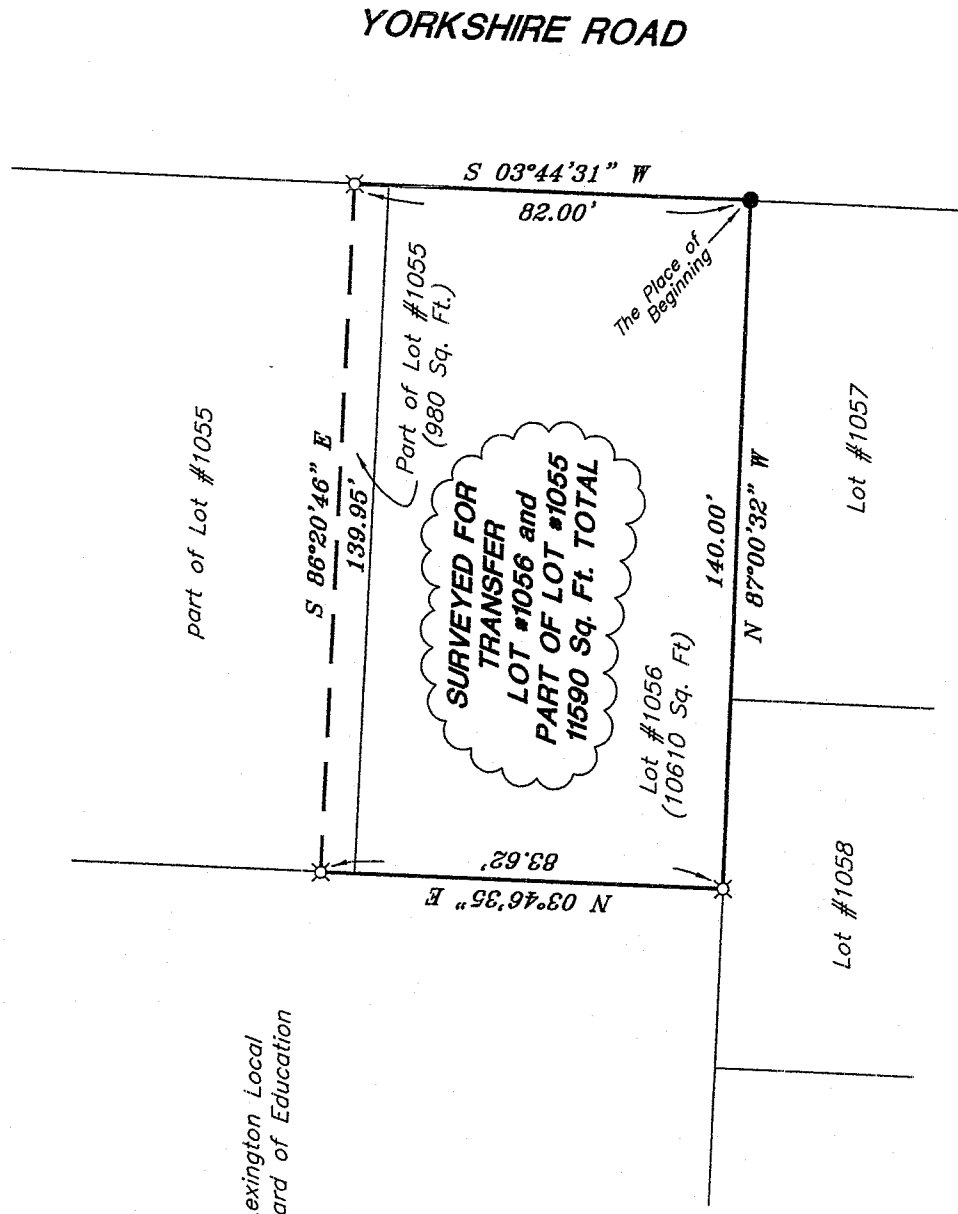 YORKSHIRE ROAD
S 03°44'31" W
82.00'
The Place of
Beginning
Part of Lot #1055
(980 Sq. Ft.)
part of Lot #1055
S 86°20'46" E
139.95'
SURVEYED FOR
TRANSFER
LOT #1056 and
PART OF LOT #1055
11590 Sq. Ft. TOTAL
140.00'
N 87°00'32" W
Lot #1057
Lot #1056
(10610 Sq. Ft)
83.62'
N 03°46'35" E
Lot #1058
exington Local
ard of Education